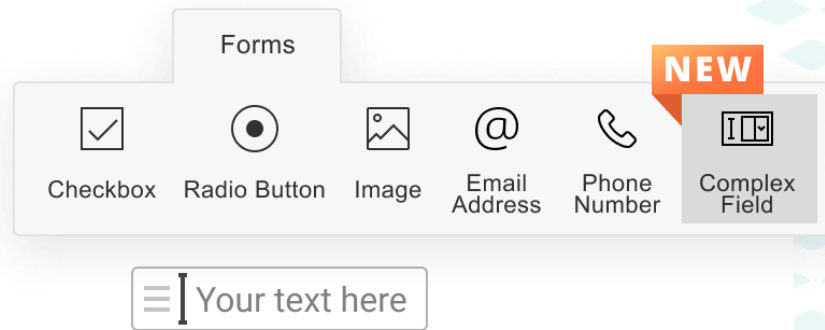 Forms
NEW
Checkbox
Radio Button
Image
Email
Address
Phone
Number
Complex
Field
Your text here